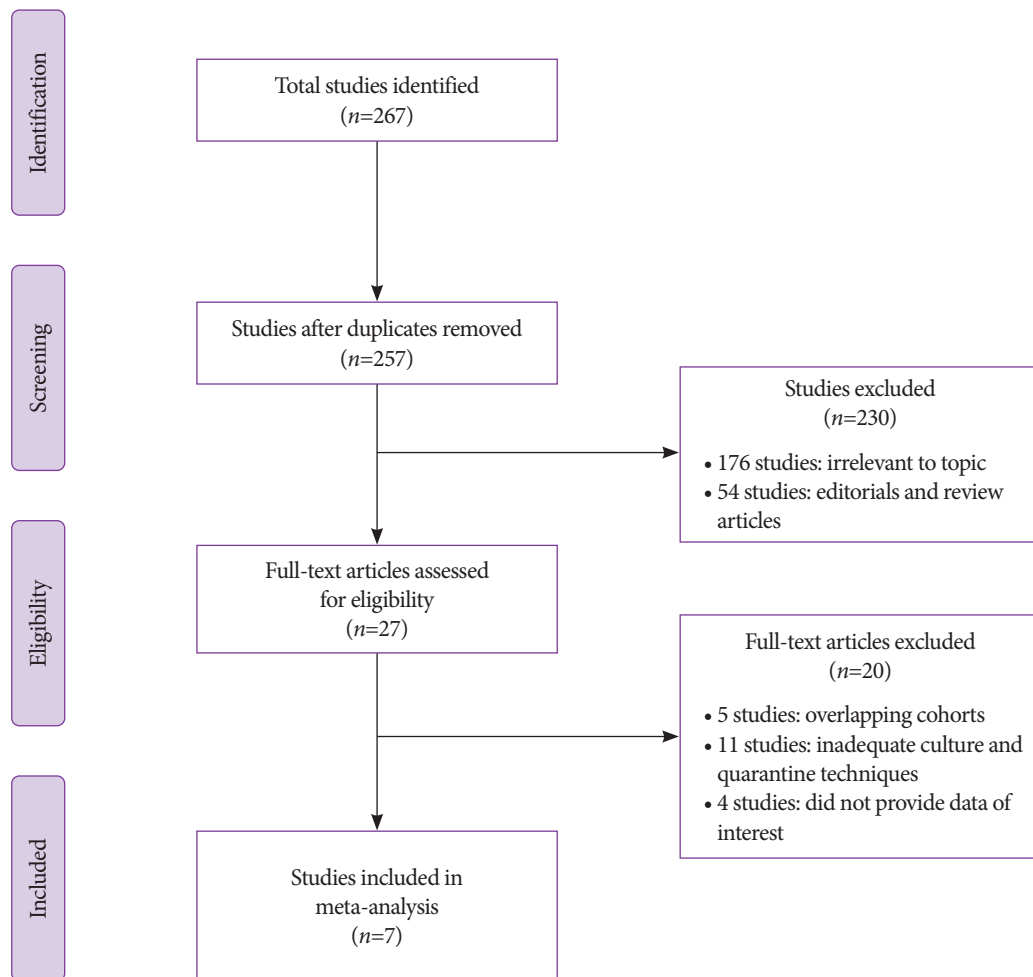 Identification
Total studies identified
(n=267)
Screening
Studies after duplicates removed
(n=257)
Studies excluded
(n=230)
• 176 studies: irrelevant to topic
• 54 studies: editorials and review
articles
Eligibility
Full-text articles assessed
for eligibility
(n=27)
Full-text articles excluded
(n=20)
• 5 studies: overlapping cohorts
• 11 studies: inadequate culture and
quarantine techniques
• 4 studies: did not provide data of
interest
Included
Studies included in
meta-analysis
(n=7)